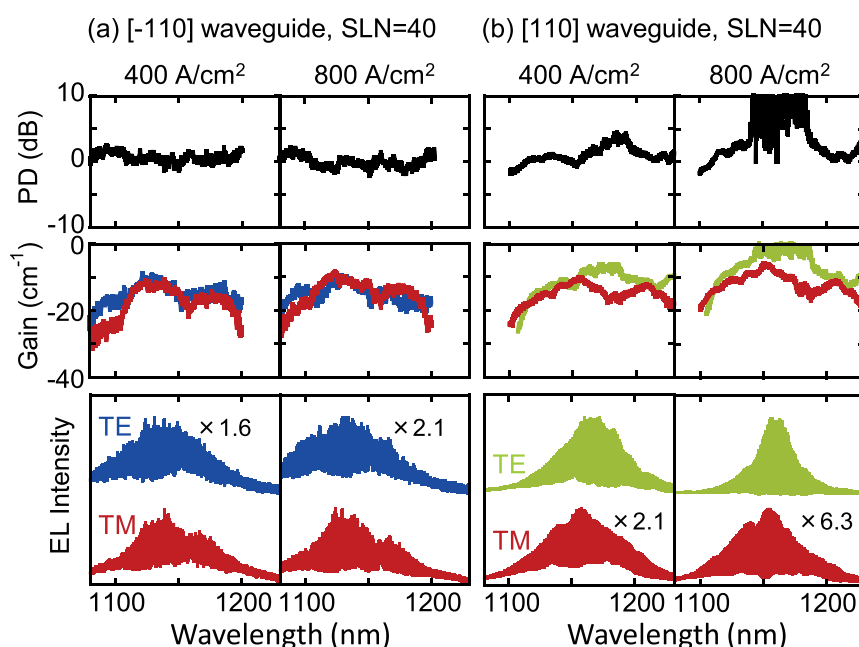 (a) [-110] waveguide, SLN=40
(b) [110] waveguide, SLN=40
400 A/cm²
800 A/cm²
400 A/cm²
800 A/cm²
PD (dB)
10
0
-10
Gain (cm⁻¹)
0
-20
-40
EL Intensity
TE
×1.6
×2.1
TE
TM
TM
×2.1
×6.3
1100
1200
1200
1100
1200
1200
Wavelength (nm)
Wavelength (nm)